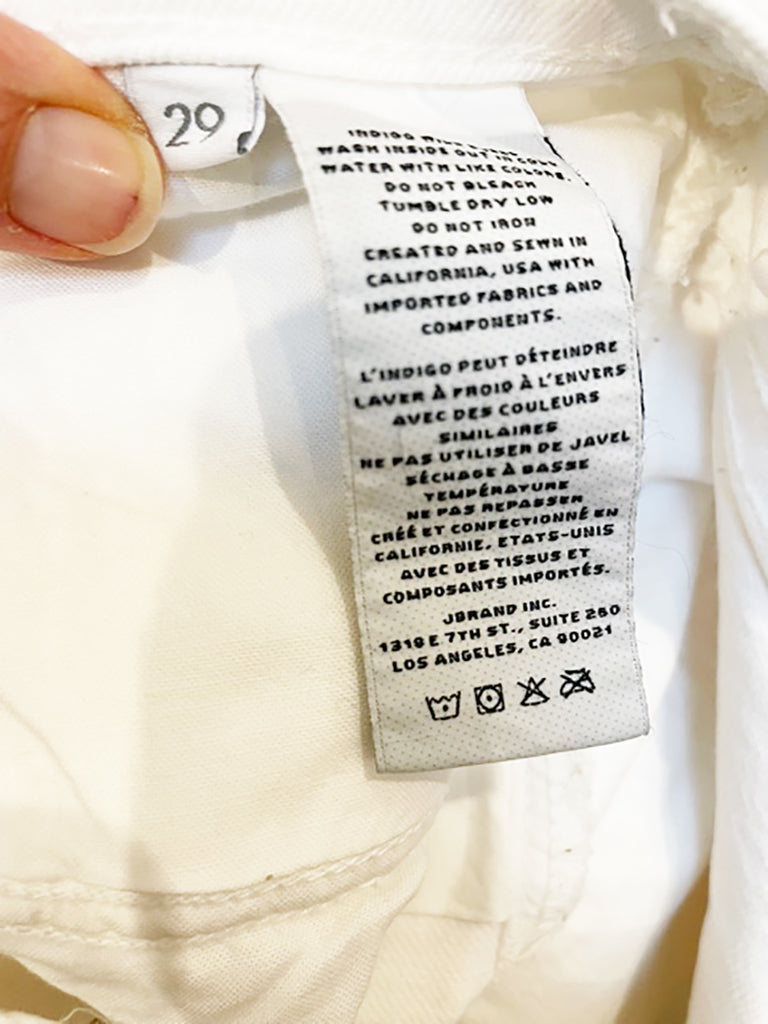 29
INDIGO
WASH INSIDE OUT IN COLD
WATER WITH LIKE COLORS.
DO NOT BLEACH
TUMBLE DRY LOW
DO NOT IRON
CREATED AND SEWN IN
CALIFORNIA, USA WITH
IMPORTED FABRICS AND
COMPONENTS.
L'INDIGO PEUT DÉTEINDRE
LAVER À FROID À L'ENVERS
AVEC DES COULEURS
SIMILAIRES
NE PAS UTILISER DE JAVEL
SÉCHAGE À BASSE
TEMPÉRATURE
NE PAS REPASSER
CRÉÉ ET CONFECTIONNÉ EN
CALIFORNIE, ETATS-UNIS
AVEC DES TISSUS ET
COMPOSANTS IMPORTÉS.
JBRAND INC.
1318 E 7TH ST., SUITE 260
LOS ANGELES, CA 90021